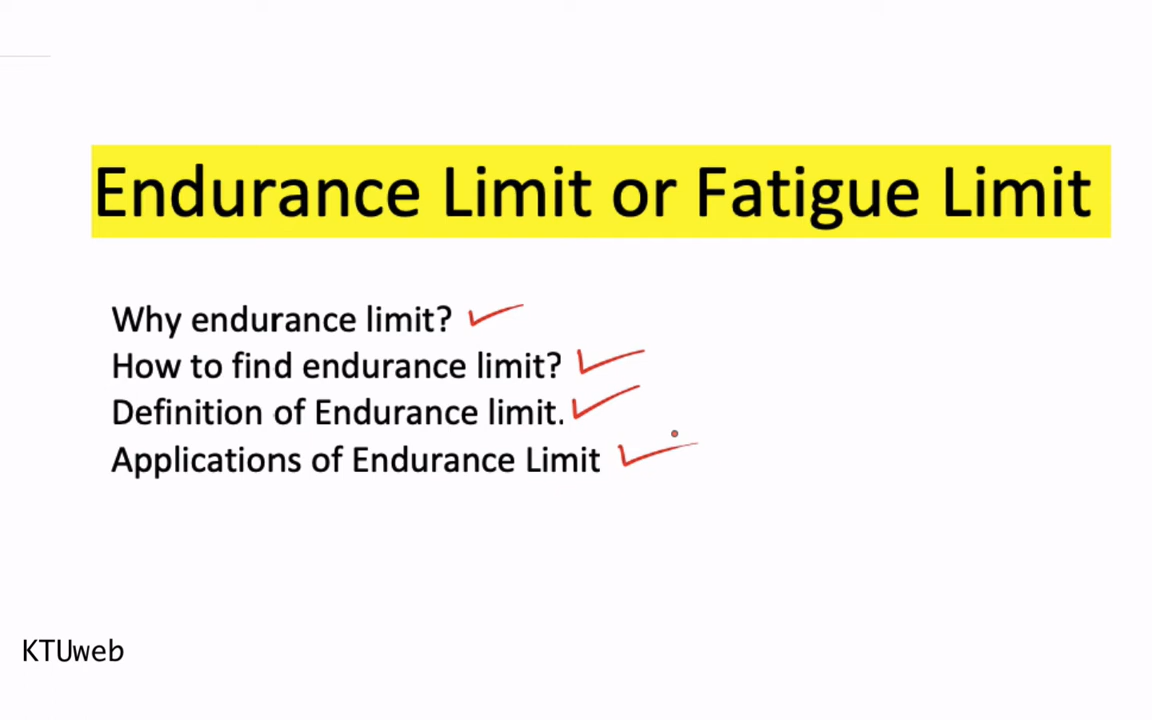 Endurance Limit or Fatigue Limit
Why endurance limit?
How to find endurance limit?
Definition of Endurance limit.
Applications of Endurance Limit
KTUweb